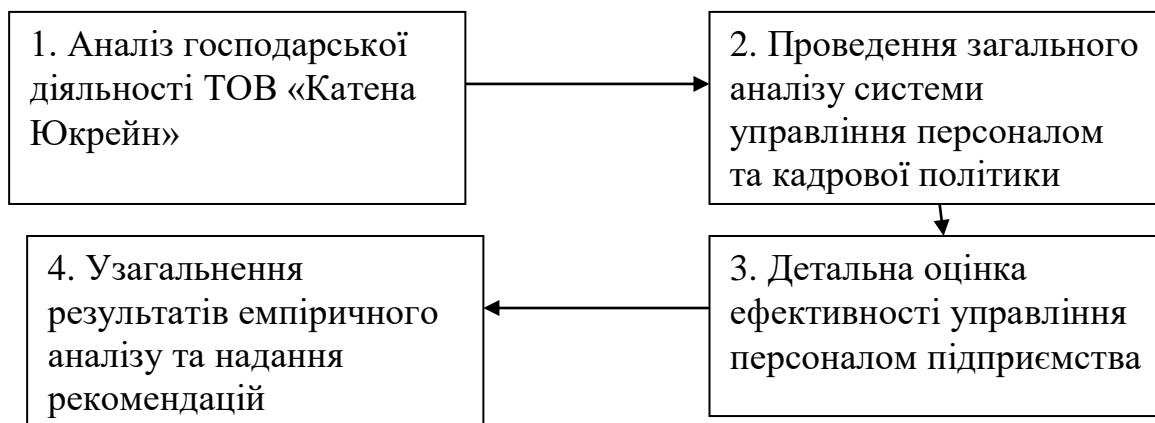 1. Аналіз господарської
діяльності ТОВ «Катена
Юкрейн»
2. Проведення загального
аналізу системи
управління персоналом
та кадрової політики
3. Детальна оцінка
ефективності управління
персоналом підприємства
4. Узагальнення
результатів емпіричного
аналізу та надання
рекомендацій